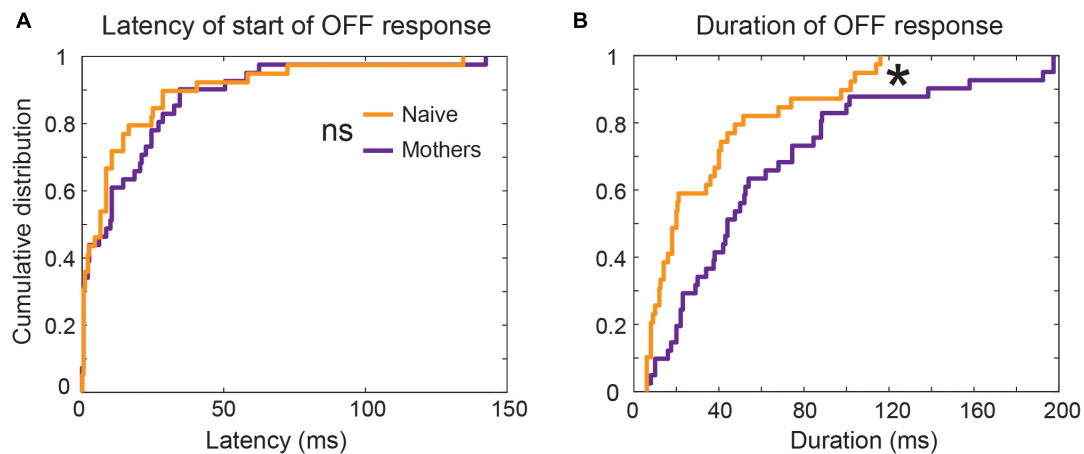 A
Latency of start of OFF response
Cumulative distribution
1
0.8
0.6
0.4
0.2
0
ns
Naive
Mothers
0 50 100 150
Latency (ms)
B
Duration of OFF response
1
0.8
0.6
0.4
0.2
0
*
0 40 80 120 160 200
Duration (ms)